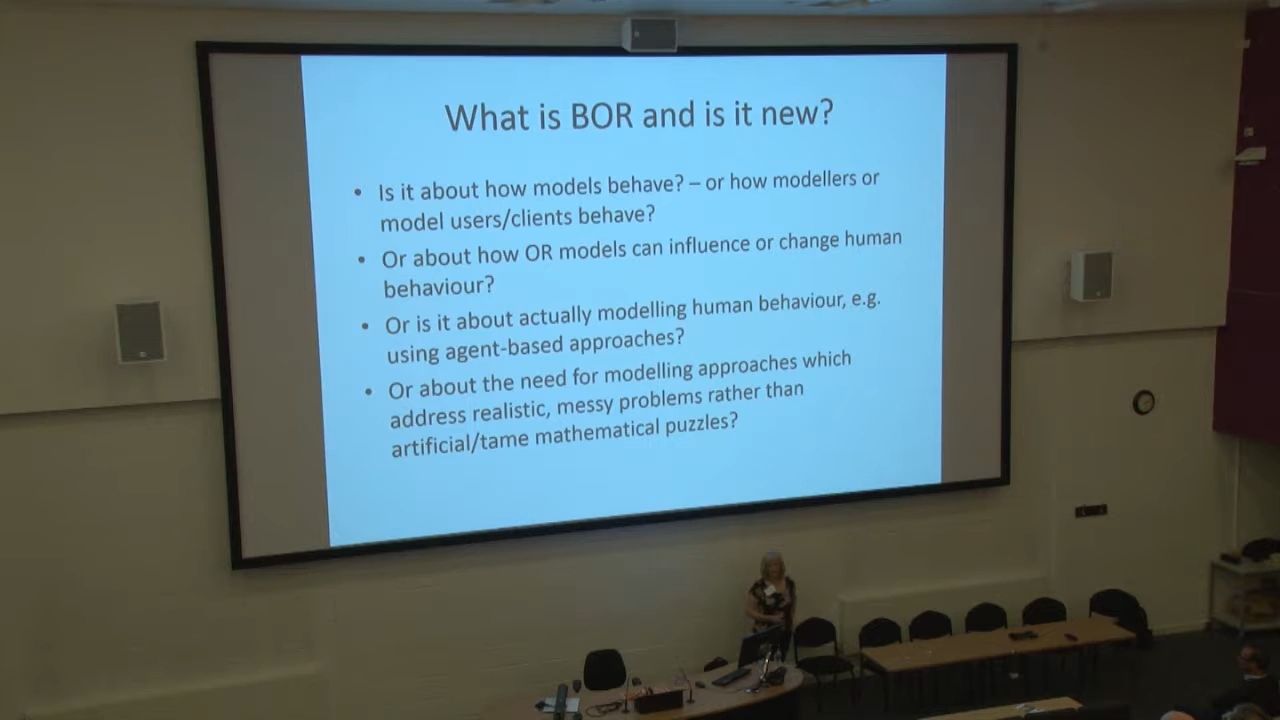 What is BOR and is it new?
• Is it about how models behave? – or how modellers or
model users/clients behave?
• Or about how OR models can influence or change human
behaviour?
• Or is it about actually modelling human behaviour, e.g.
using agent-based approaches?
• Or about the need for modelling approaches which
address realistic, messy problems rather than
artificial/tame mathematical puzzles?